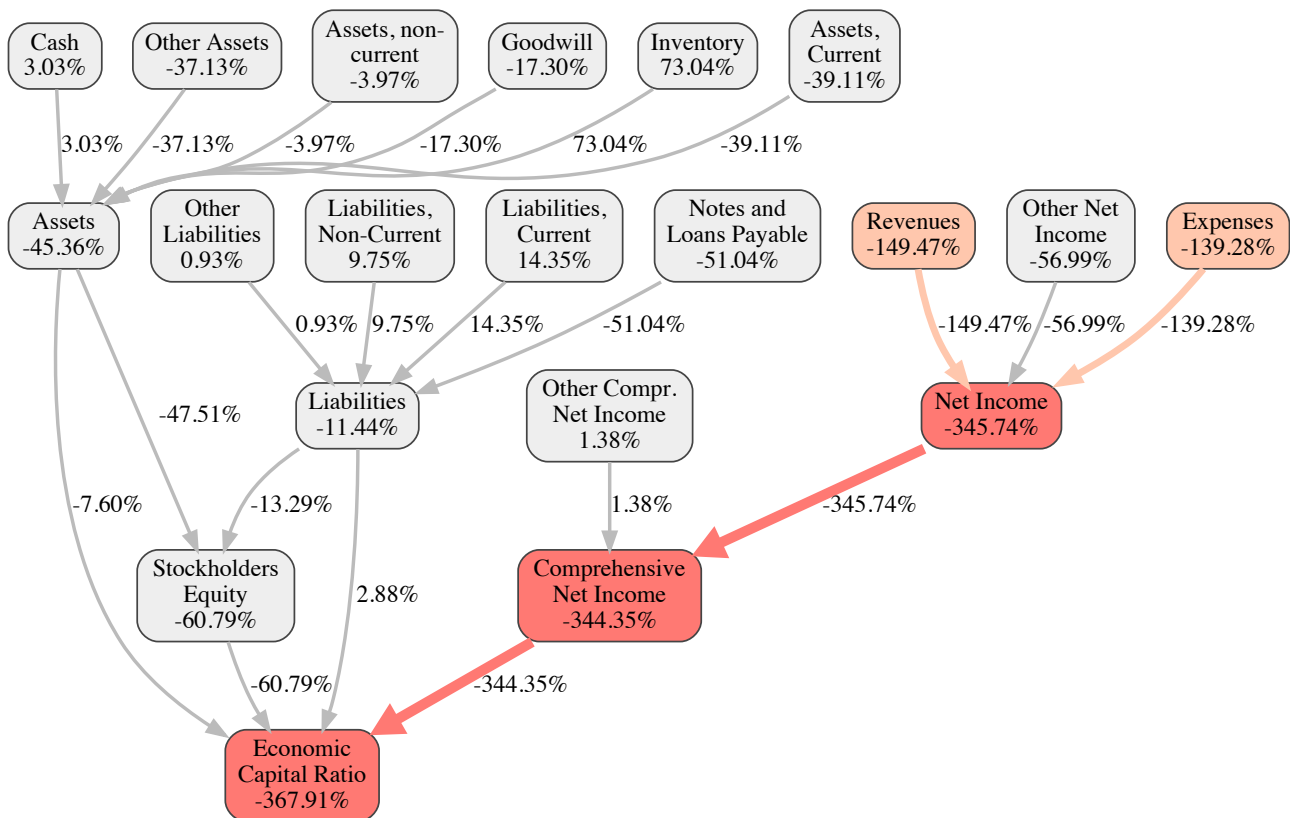 Cash
3.03%
Other Assets
-37.13%
Assets, non-
current
-3.97%
Goodwill
-17.30%
Inventory
73.04%
Assets,
Current
-39.11%
3.03%
-37.13%
-3.97%
-17.30%
73.04%
-39.11%
Assets
-45.36%
Other
Liabilities
0.93%
Liabilities,
Non-Current
9.75%
Liabilities,
Current
14.35%
Notes and
Loans Payable
-51.04%
Revenues
-149.47%
Other Net
Income
-56.99%
Expenses
-139.28%
0.93%
9.75%
14.35%
-51.04%
-149.47%
-56.99%
-139.28%
Liabilities
-11.44%
Other Compr.
Net Income
1.38%
Net Income
-345.74%
-47.51%
-7.60%
-13.29%
1.38%
-345.74%
Stockholders
Equity
-60.79%
2.88%
Comprehensive
Net Income
-344.35%
-60.79%
-344.35%
Economic
Capital Ratio
-367.91%